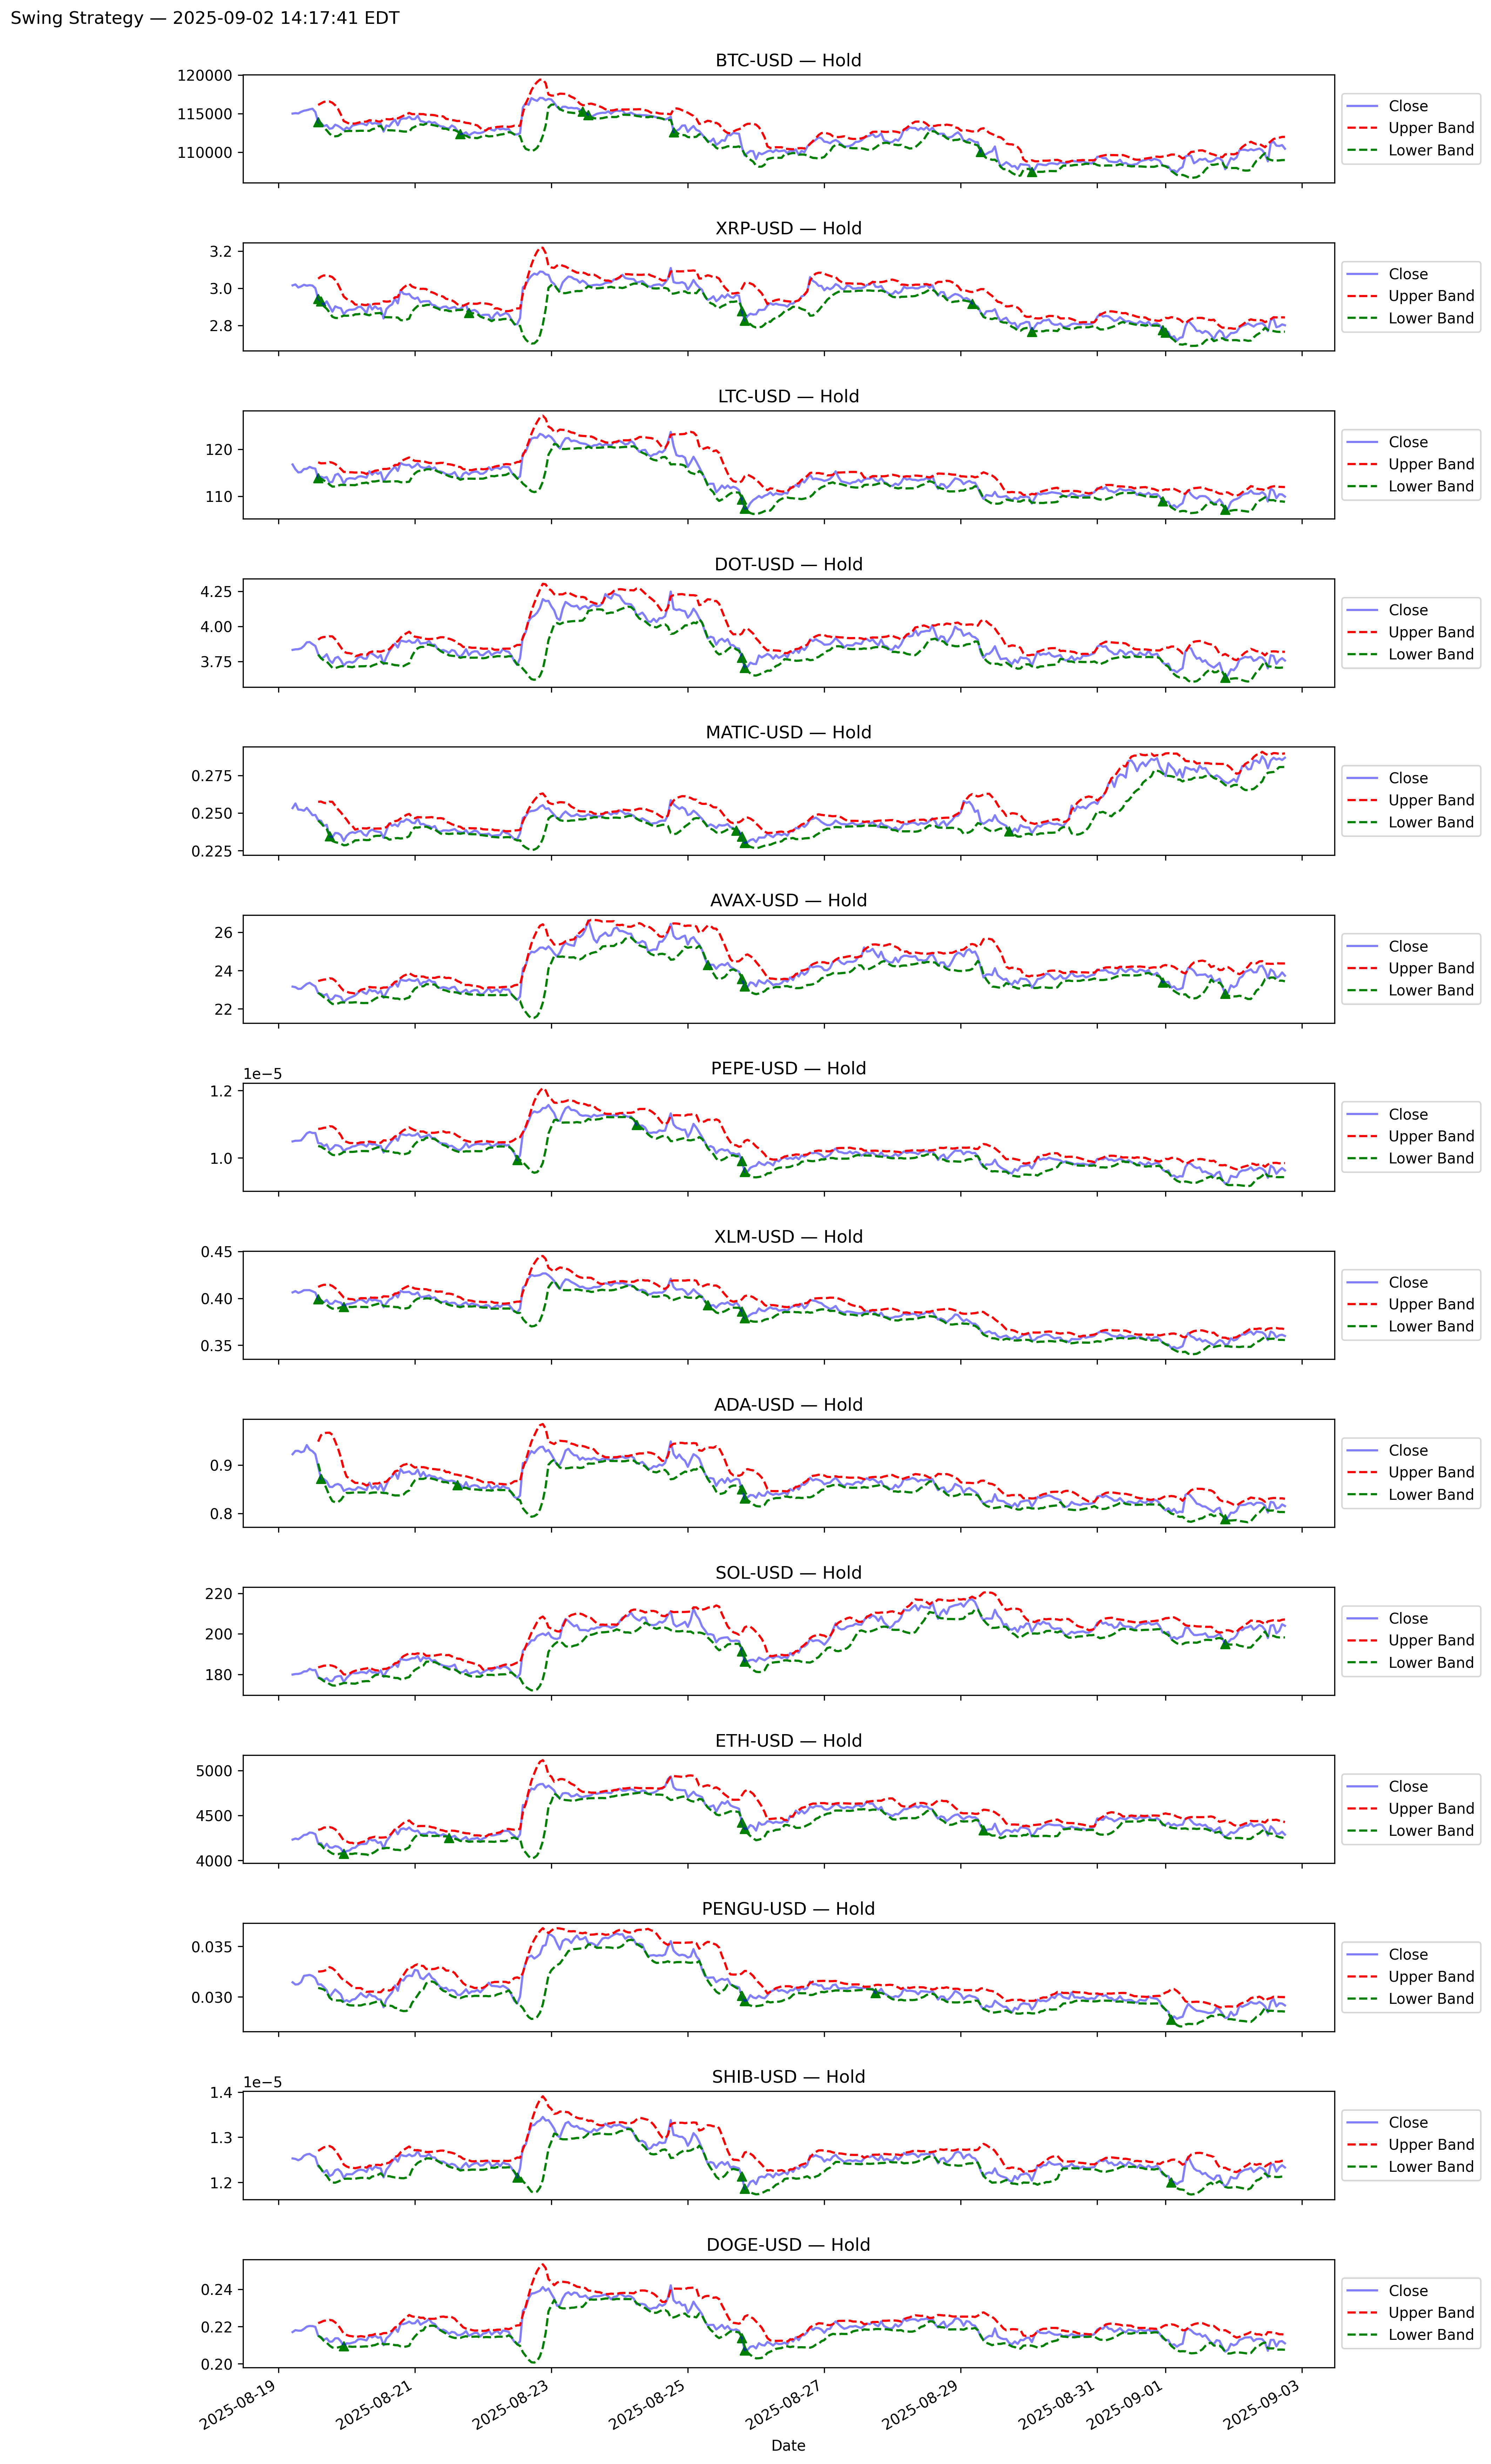 Swing Strategy — 2025-09-02 14:17:41 EDT
BTC-USD — Hold
120000
115000
110000
Close
Upper Band
Lower Band
XRP-USD — Hold
3.2
3.0
2.8
Close
Upper Band
Lower Band
LTC-USD — Hold
120
110
Close
Upper Band
Lower Band
DOT-USD — Hold
4.25
4.00
3.75
Close
Upper Band
Lower Band
MATIC-USD — Hold
0.275
0.250
0.225
Close
Upper Band
Lower Band
AVAX-USD — Hold
26
24
22
Close
Upper Band
Lower Band
PEPE-USD — Hold
1e−5
1.2
1.0
Close
Upper Band
Lower Band
XLM-USD — Hold
0.45
0.40
0.35
Close
Upper Band
Lower Band
ADA-USD — Hold
0.9
0.8
Close
Upper Band
Lower Band
SOL-USD — Hold
220
200
180
Close
Upper Band
Lower Band
ETH-USD — Hold
5000
4500
4000
Close
Upper Band
Lower Band
PENGU-USD — Hold
0.035
0.030
Close
Upper Band
Lower Band
SHIB-USD — Hold
1e−5
1.4
1.3
1.2
Close
Upper Band
Lower Band
DOGE-USD — Hold
0.24
0.22
0.20
Close
Upper Band
Lower Band
2025-08-19
2025-08-21
2025-08-23
2025-08-25
2025-08-27
2025-08-29
2025-08-31
2025-09-01
2025-09-03
Date